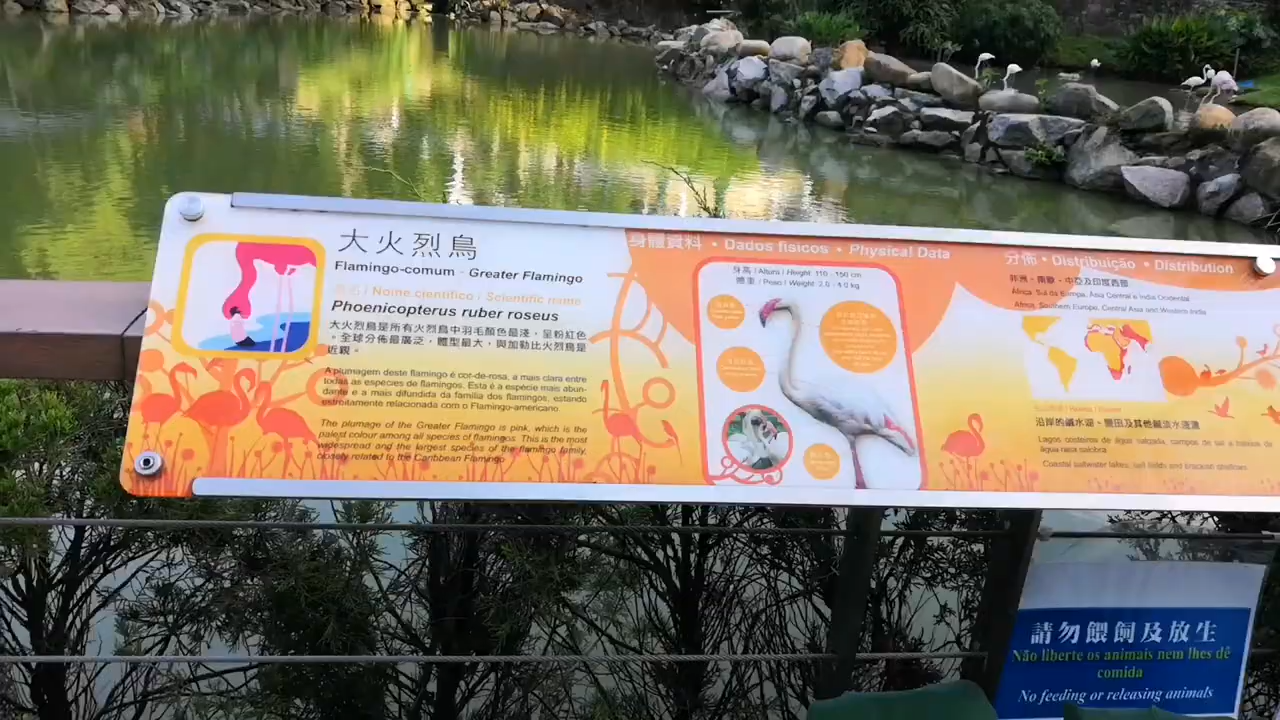 大火烈鳥
Flamingo-comum · Greater Flamingo
Nome científico / Scientific name
Phoenicopterus ruber roseus
大火烈鳥是所有火烈鳥中羽毛顏色最淺，呈粉紅色
。全球分佈最廣泛，體型最大，與加勒比火烈鳥是
近親。
A plumagem deste flamingo é cor-de-rosa, a mais clara entre
todas as espécies de flamingos. Esta é a espécie mais abun-
dante e a mais difundida da família dos flamingos, estando
estreitamente relacionada com o Flamingo-americano.
The plumage of the Greater Flamingo is pink, which is the
palest colour among all species of flamingos. This is the most
widespread and the largest species of the flamingo family,
closely related to the Caribbean Flamingo.
身體資料 • Dados físicos • Physical Data
身高 / Altura / Height: 110 - 150 cm
體重 / Peso / Weight: 2.0 - 4.0 kg
分佈 • Distribuição • Distribution
非洲、南歐、中亞及印度西部
África, Sul da Europa, Ásia Central e Índia Ocidental
Africa, Southern Europe, Central Asia and Western India
沿岸的鹹水湖、鹽田及其他鹹淡水淺灘
Lagos costeiros de água salgada, campos de sal e baixios de
água rasa salobra
Coastal saltwater lakes, salt fields and brackish shallows
請勿餵飼及放生
Não liberte os animais nem lhes dê
comida
No feeding or releasing animals